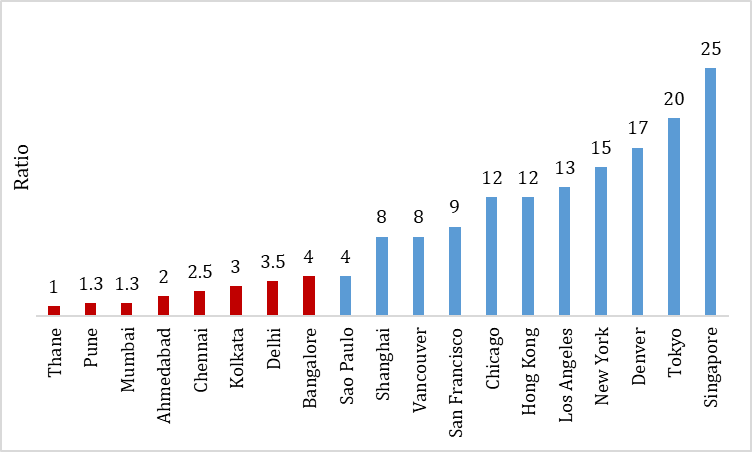 25
20
17
15
13
12 12
9
8 8
4 4
3.5
3
2.5
2
1.3 1.3
1
Ratio
Thane
Pune
Mumbai
Ahmedabad
Chennai
Kolkata
Delhi
Bangalore
Sao Paulo
Shanghai
Vancouver
San Francisco
Chicago
Hong Kong
Los Angeles
New York
Denver
Tokyo
Singapore